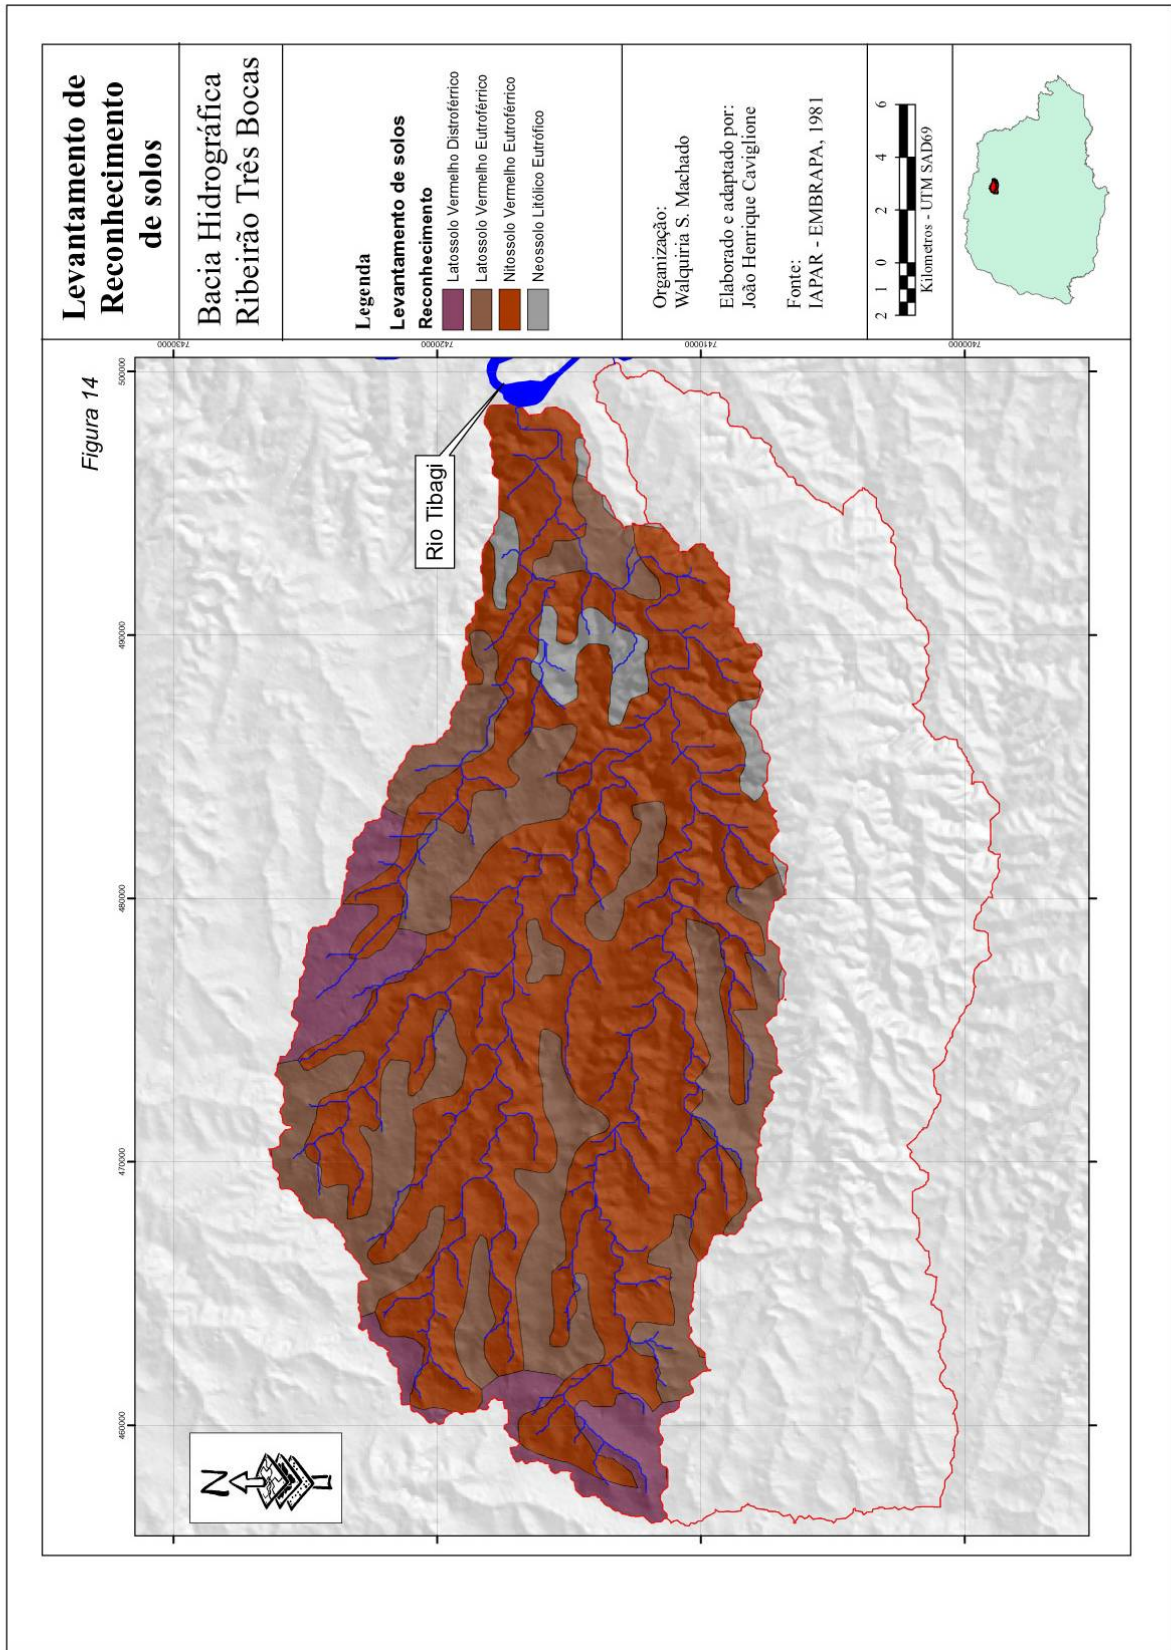 Levantamento de
Reconhecimento
de solos
Bacia Hidrográfica
Ribeirão Três Bocas
Legenda
Levantamento de solos
Reconhecimento
Latossolo Vermelho Distroférrico
Latossolo Vermelho Eutroférrico
Nitossolo Vermelho Eutroférrico
Neossolo Litólico Eutrófico
Organização:
Walquiria S. Machado
Elaborado e adaptado por:
João Henrique Caviglione
Fonte:
IAPAR - EMBRAPA, 1981
2 1 0 2 4 6
Kilometros - UTM SAD69
Figura 14
Rio Tibagi
N
460000
470000
480000
490000
500000
7430000
7420000
7410000
7400000